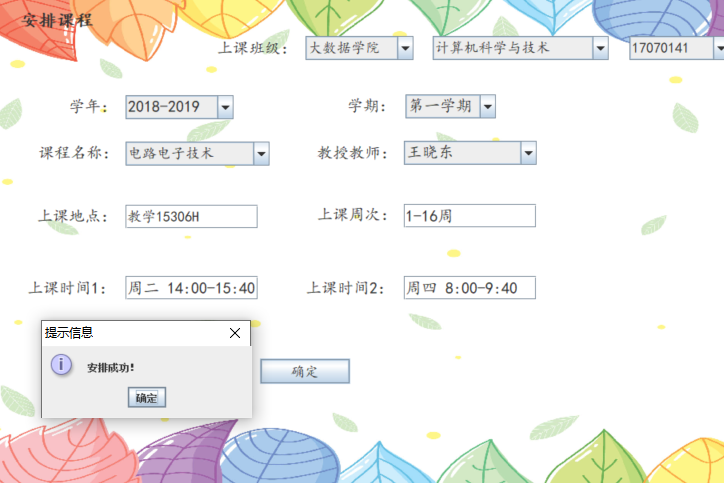 安排课程
上课班级： 大数据学院 计算机科学与技术 17070141
学年： 2018-2019 学期： 第一学期
课程名称： 电路电子技术 教授教师： 王晓东
上课地点： 教学15306H 上课周次： 1-16周
上课时间1： 周二 14:00-15:40 上课时间2： 周四 8:00-9:40
提示信息
安排成功!
确定
确定